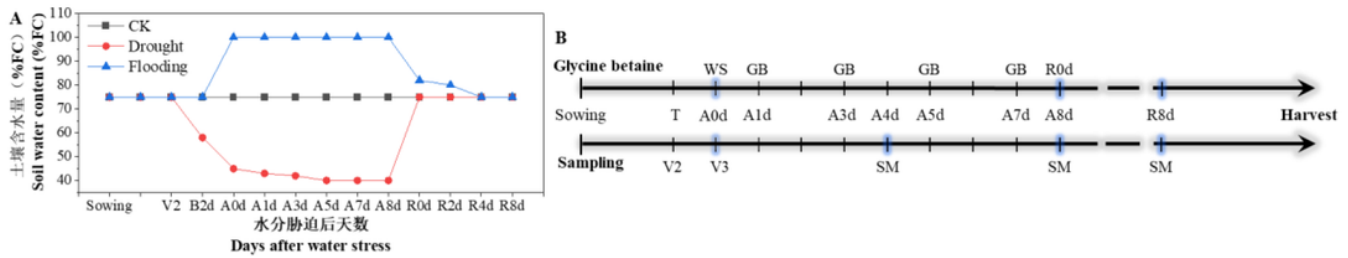 A
110
100
90
80
70
60
50
40
土壤含水量（%FC）
Soil water content (%FC)
CK
Drought
Flooding
Sowing V2 B2d A0d A1d A3d A5d A7d A8d R0d R2d R4d R8d
水分胁迫后天数
Days after water stress
B
Glycine betaine
WS GB GB GB GB R0d
Sowing T A0d A1d A3d A4d A5d A7d A8d R8d Harvest
Sampling
V2 V3 SM SM SM